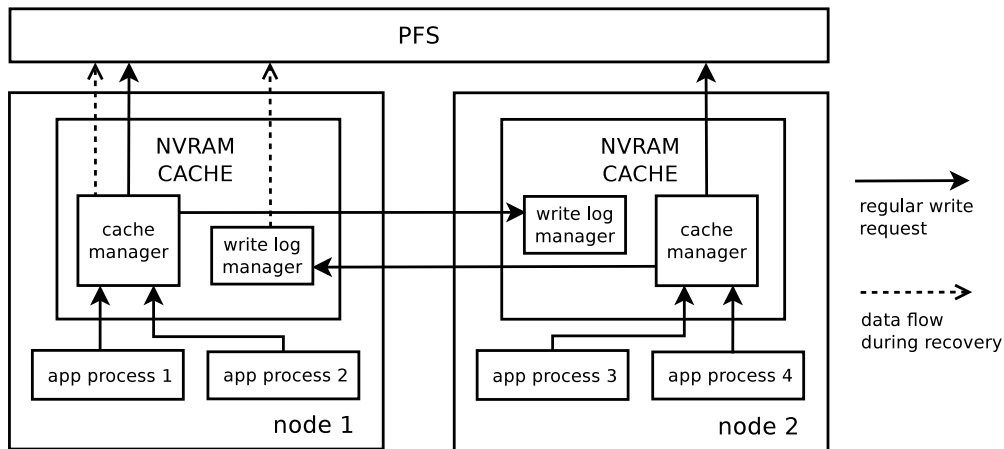 PFS
NVRAM
CACHE
cache
manager
write log
manager
app process 1
app process 2
node 1
NVRAM
CACHE
write log
manager
cache
manager
app process 3
app process 4
node 2
regular write
request
data flow
during recovery